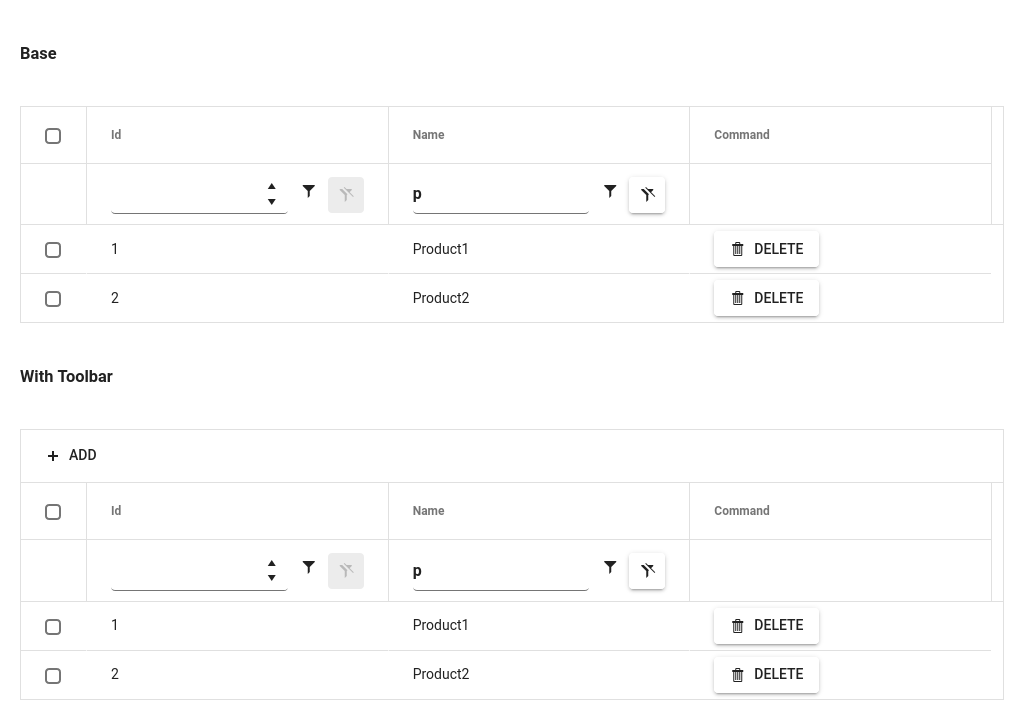 Base
Id Name Command
p
1 Product1 DELETE
2 Product2 DELETE
With Toolbar
ADD
Id Name Command
p
1 Product1 DELETE
2 Product2 DELETE